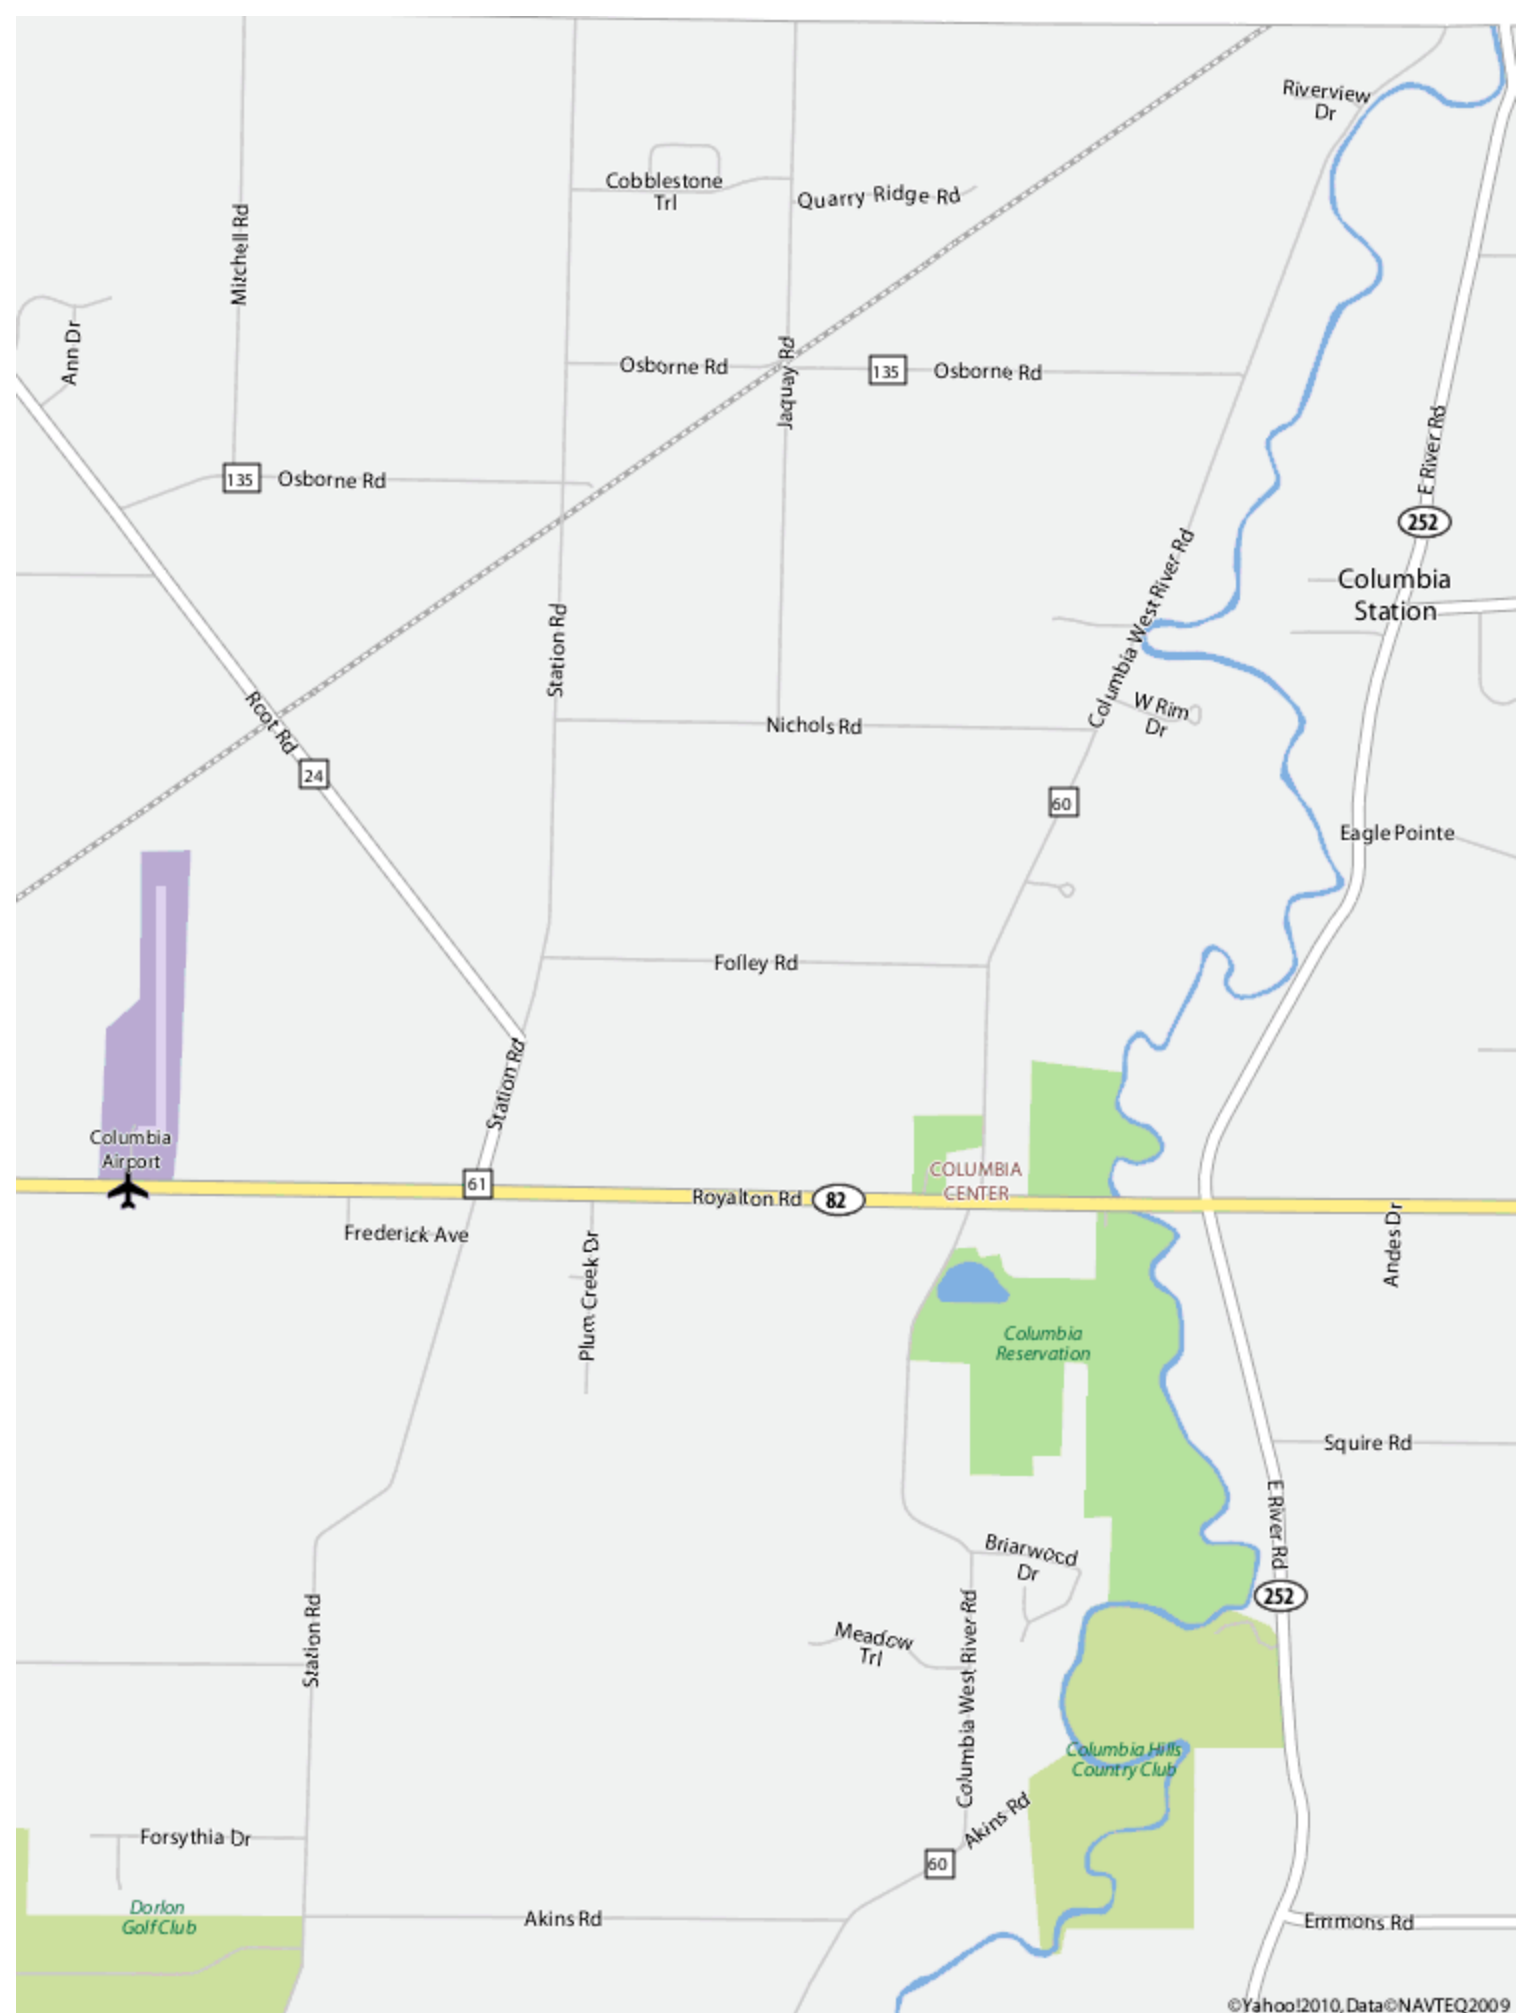 Riverview
Dr
Cobblestone
Trl
Quarry Ridge Rd
Mitchell Rd
Ann Dr
Osborne Rd
Jaquay Rd
135
Osborne Rd
E River Rd
135
Osborne Rd
252
Columbia
Station
Columbia West River Rd
Station Rd
Root Rd
W Rim
Dr
Nichols Rd
24
60
Eagle Pointe
Folley Rd
Station Rd
Columbia
Airport
COLUMBIA
CENTER
61
Royalton Rd
82
Frederick Ave
Plum Creek Dr
Andes Dr
Columbia
Reservation
Squire Rd
E River Rd
Briarwood
Dr
252
Station Rd
Columbia West River Rd
Meadow
Trl
Columbia Hills
Country Club
Akins Rd
Forsythia Dr
60
Dorlon
Golf Club
Akins Rd
Emmons Rd
©Yahoo!2010, Data©NAVTEQ2009